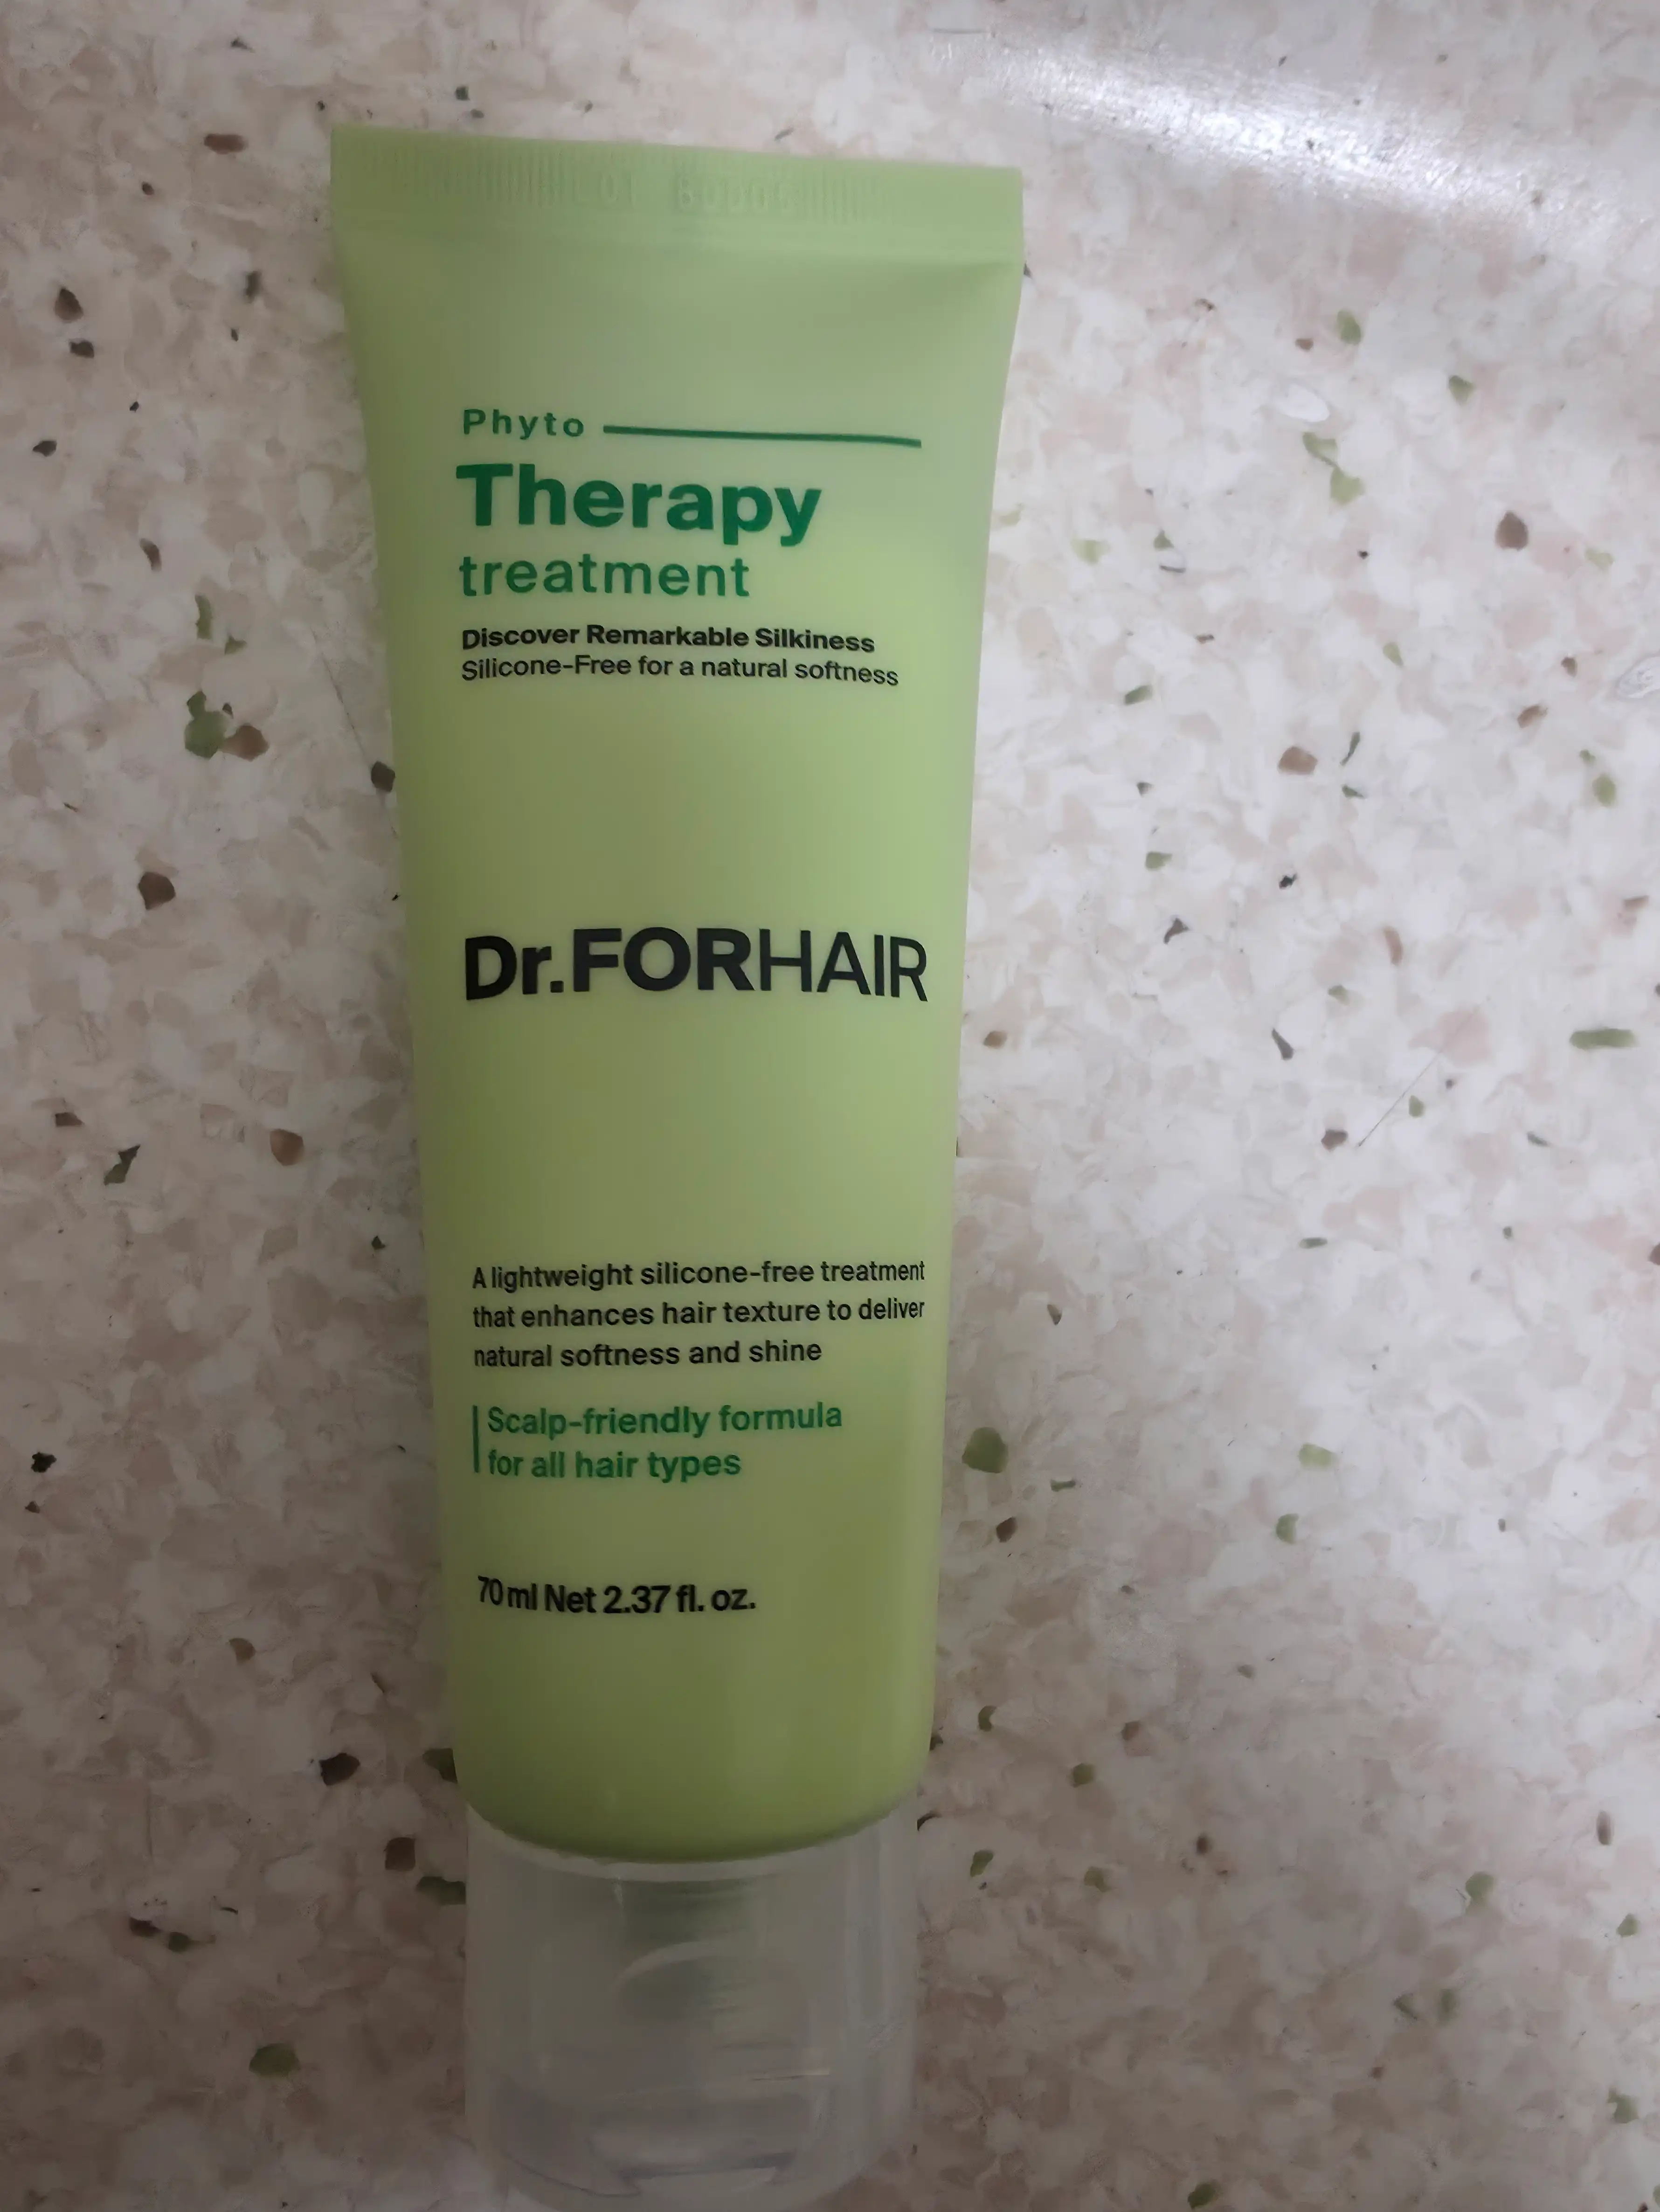 Phyto
Therapy
treatment
Discover Remarkable Silkiness
Silicone-Free for a natural softness
Dr.FORHAIR
A lightweight silicone-free treatment
that enhances hair texture to deliver
natural softness and shine
Scalp-friendly formula
for all hair types
70 ml Net 2.37 fl. oz.